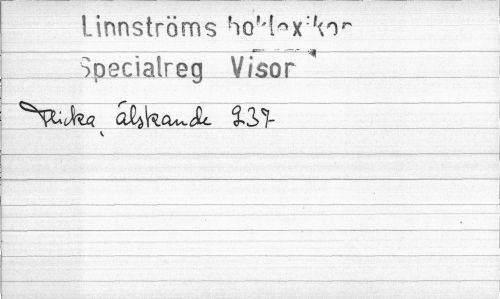 Linnströms boklexikon
Specialreg Visor
Flicka, älskande 237